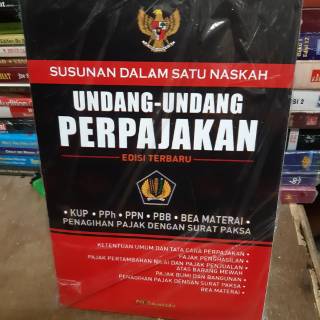 SUSUNAN DALAM SATU NASKAH
UNDANG-UNDANG
PERPAJAKAN
EDISI TERBARU
• KUP • PPh • PPN • PBB • BEA MATERAI •
PENAGIHAN PAJAK DENGAN SURAT PAKSA
KETENTUAN UMUM DAN TATA CARA PERPAJAKAN •
PAJAK PENGHASILAN •
PAJAK PERTAMBAHAN NILAI DAN PAJAK PENJUALAN
ATAS BARANG MEWAH •
PAJAK BUMI DAN BANGUNAN •
PENAGIHAN PAJAK DENGAN SURAT PAKSA •
BEA MATERAI •